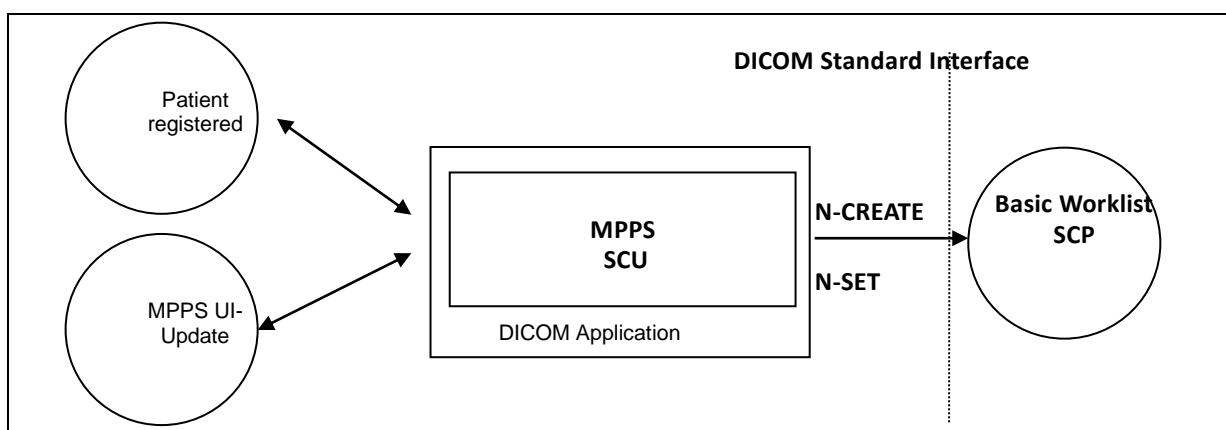 DICOM Standard Interface
Patient
registered
MPPS
SCU
DICOM Application
N-CREATE
N-SET
Basic Worklist
SCP
MPPS UI-
Update